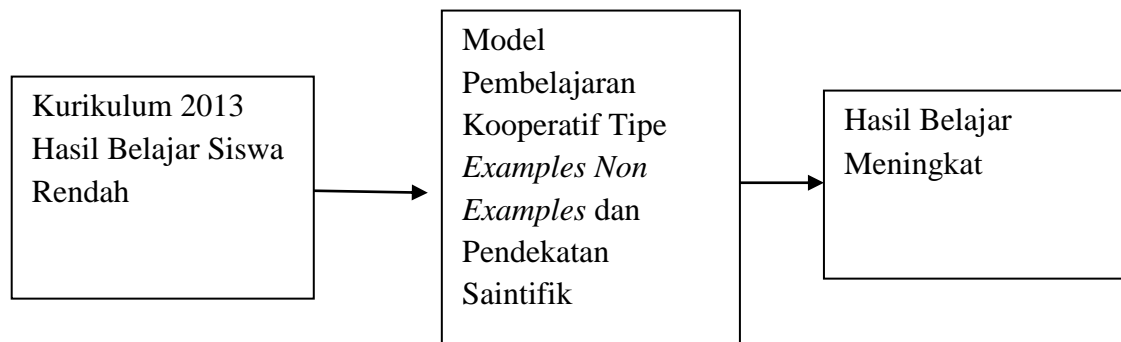 Kurikulum 2013
Hasil Belajar Siswa
Rendah
Model
Pembelajaran
Kooperatif Tipe
Examples Non
Examples dan
Pendekatan
Saintifik
Hasil Belajar
Meningkat